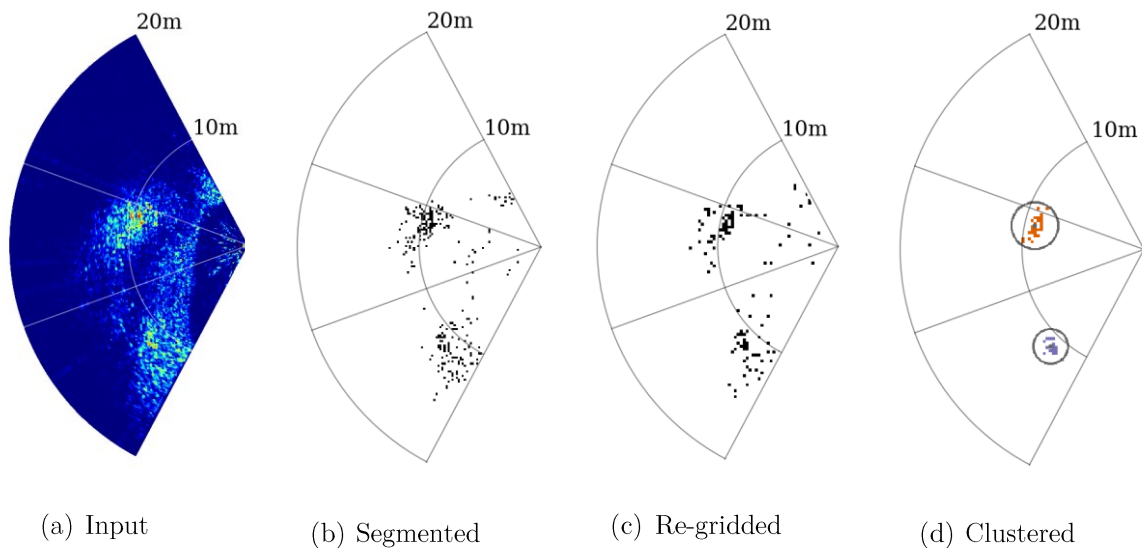 20m
10m
20m
10m
20m
10m
20m
10m
(a) Input
(b) Segmented
(c) Re-gridded
(d) Clustered